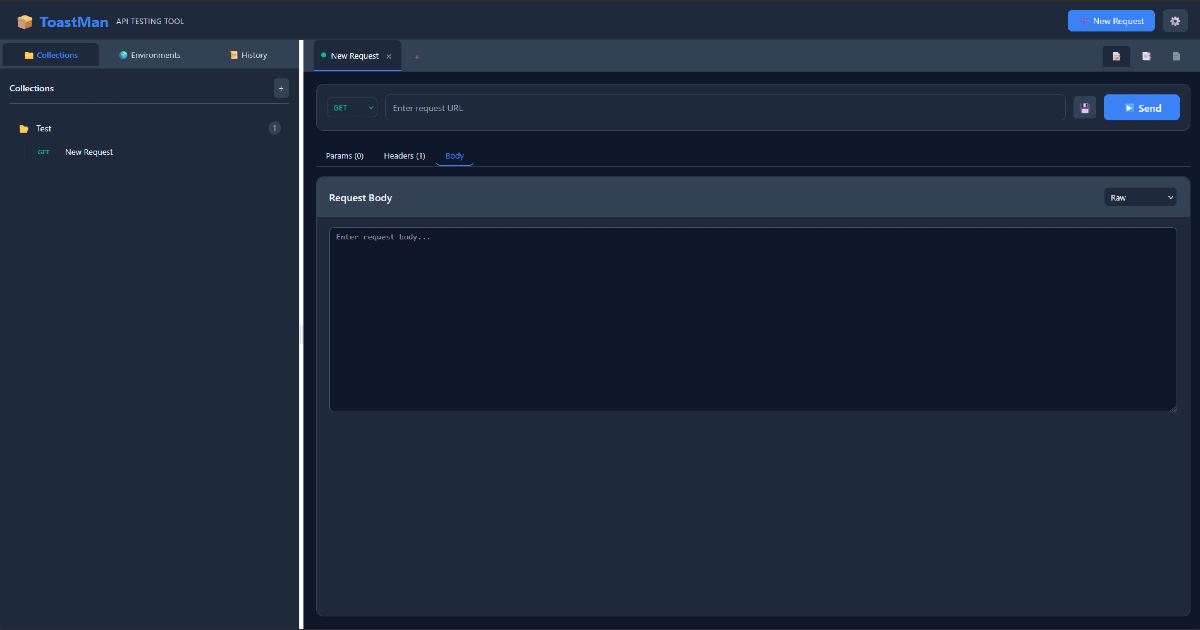 ToastMan API TESTING TOOL
New Request
Collections
Environments
History
New Request ×
+
Collections
+
Test 1
GET New Request
GET
Enter request URL
Send
Params (0)
Headers (1)
Body
Request Body
Raw
Enter request body...